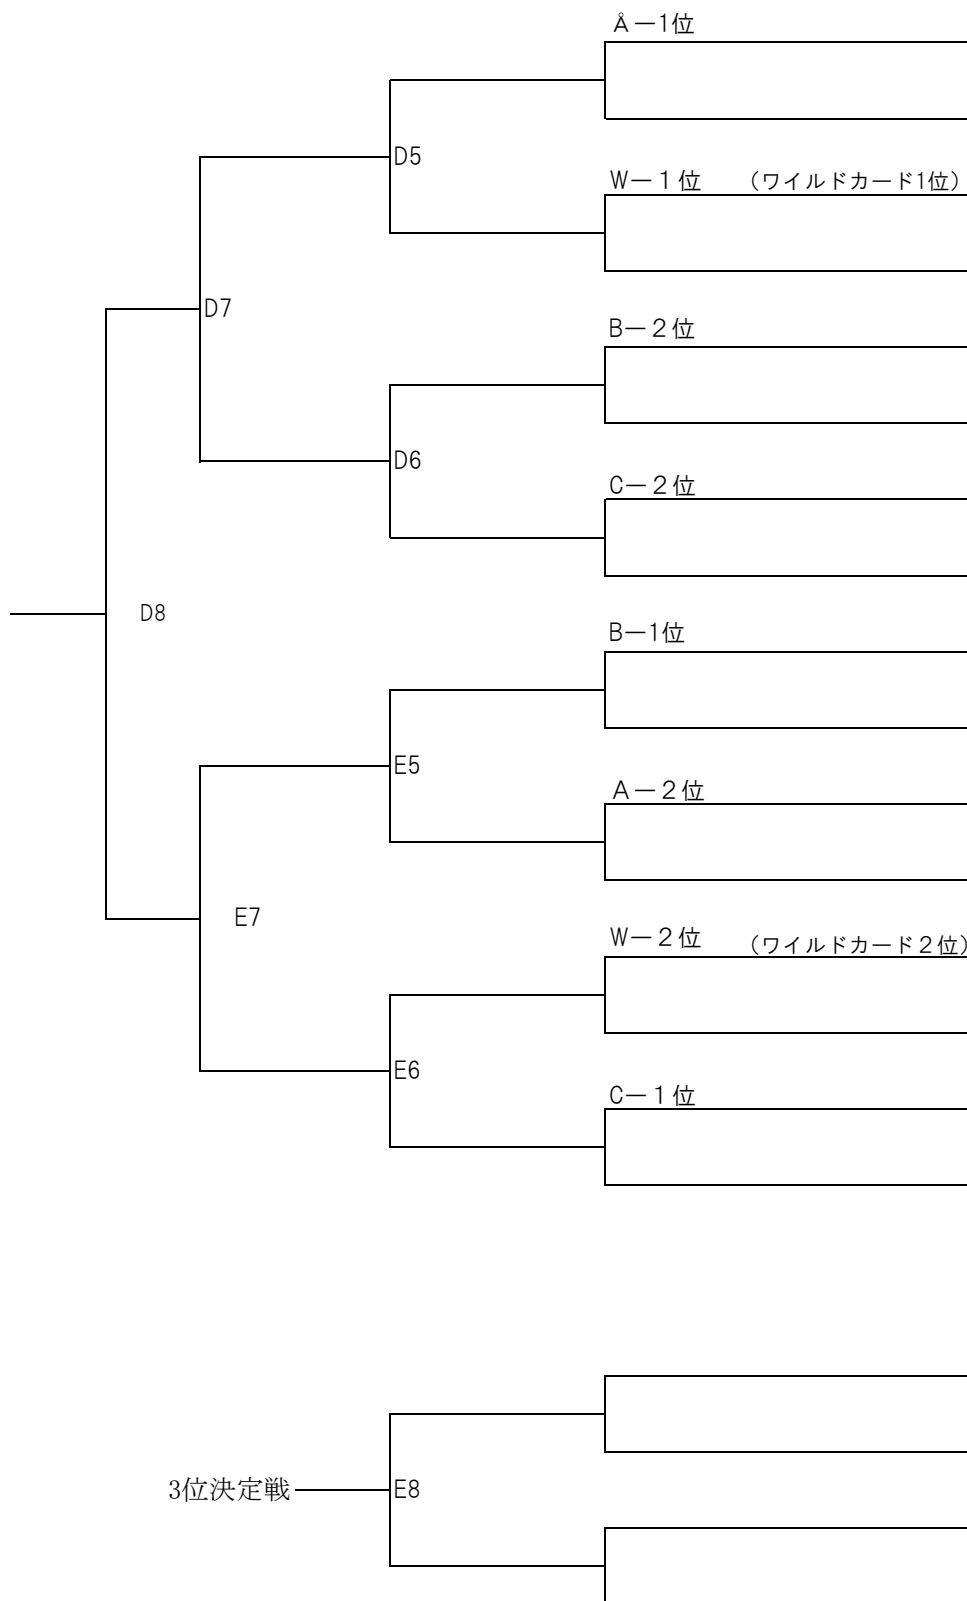 Å―1位
D5
W―１位 （ワイルドカード1位）
D7
B―２位
D6
C―２位
D8
B―1位
E5
A―２位
E7
W―２位 （ワイルドカード２位）
E6
C―１位
3位決定戦
E8